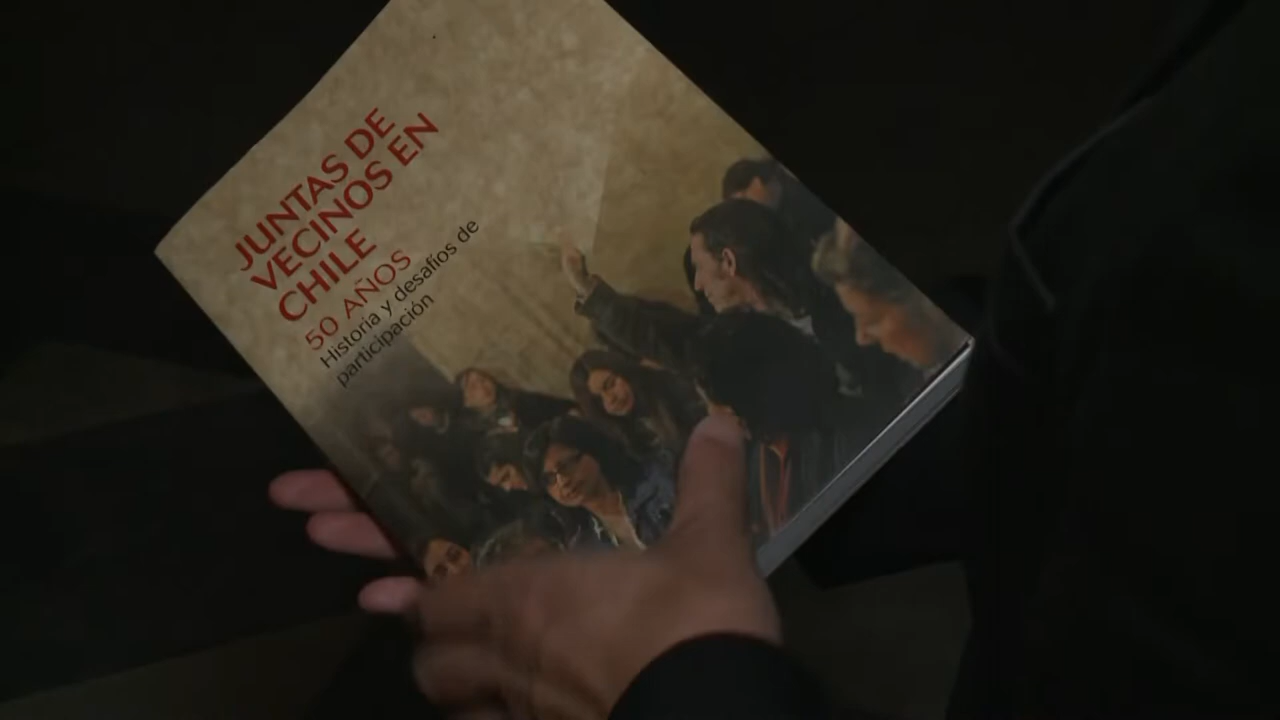 JUNTAS DE
VECINOS EN
CHILE
50 AÑOS
Historia y desafíos de
participación